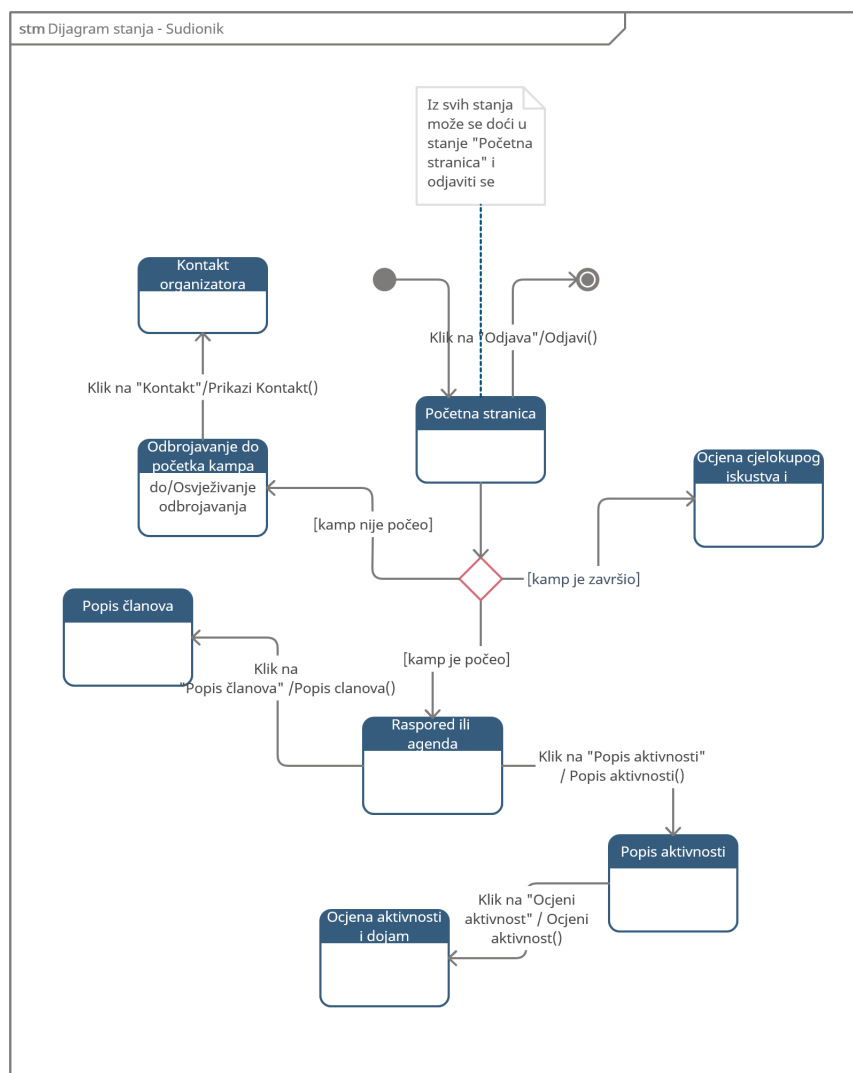 stm Dijagram stanja - Sudionik
Iz svih stanja
može se doći u
stanje "Početna
stranica" i
odjaviti se
Kontakt
organizatora
Klik na "Odjava"/Odjavi()
Klik na "Kontakt"/Prikazi Kontakt()
Početna stranica
Odbrojavanje do
početka kampa
do/Osvježivanje
odbrojavanja
Ocjena cjelokupog
iskustva i
[kamp nije počeo]
[kamp je završio]
Popis članova
[kamp je počeo]
Klik na
"Popis članova" /Popis clanova()
Raspored ili
agenda
Klik na "Popis aktivnosti"
/ Popis aktivnosti()
Popis aktivnosti
Klik na "Ocjeni
aktivnost" / Ocjeni
aktivnost()
Ocjena aktivnosti
i dojam